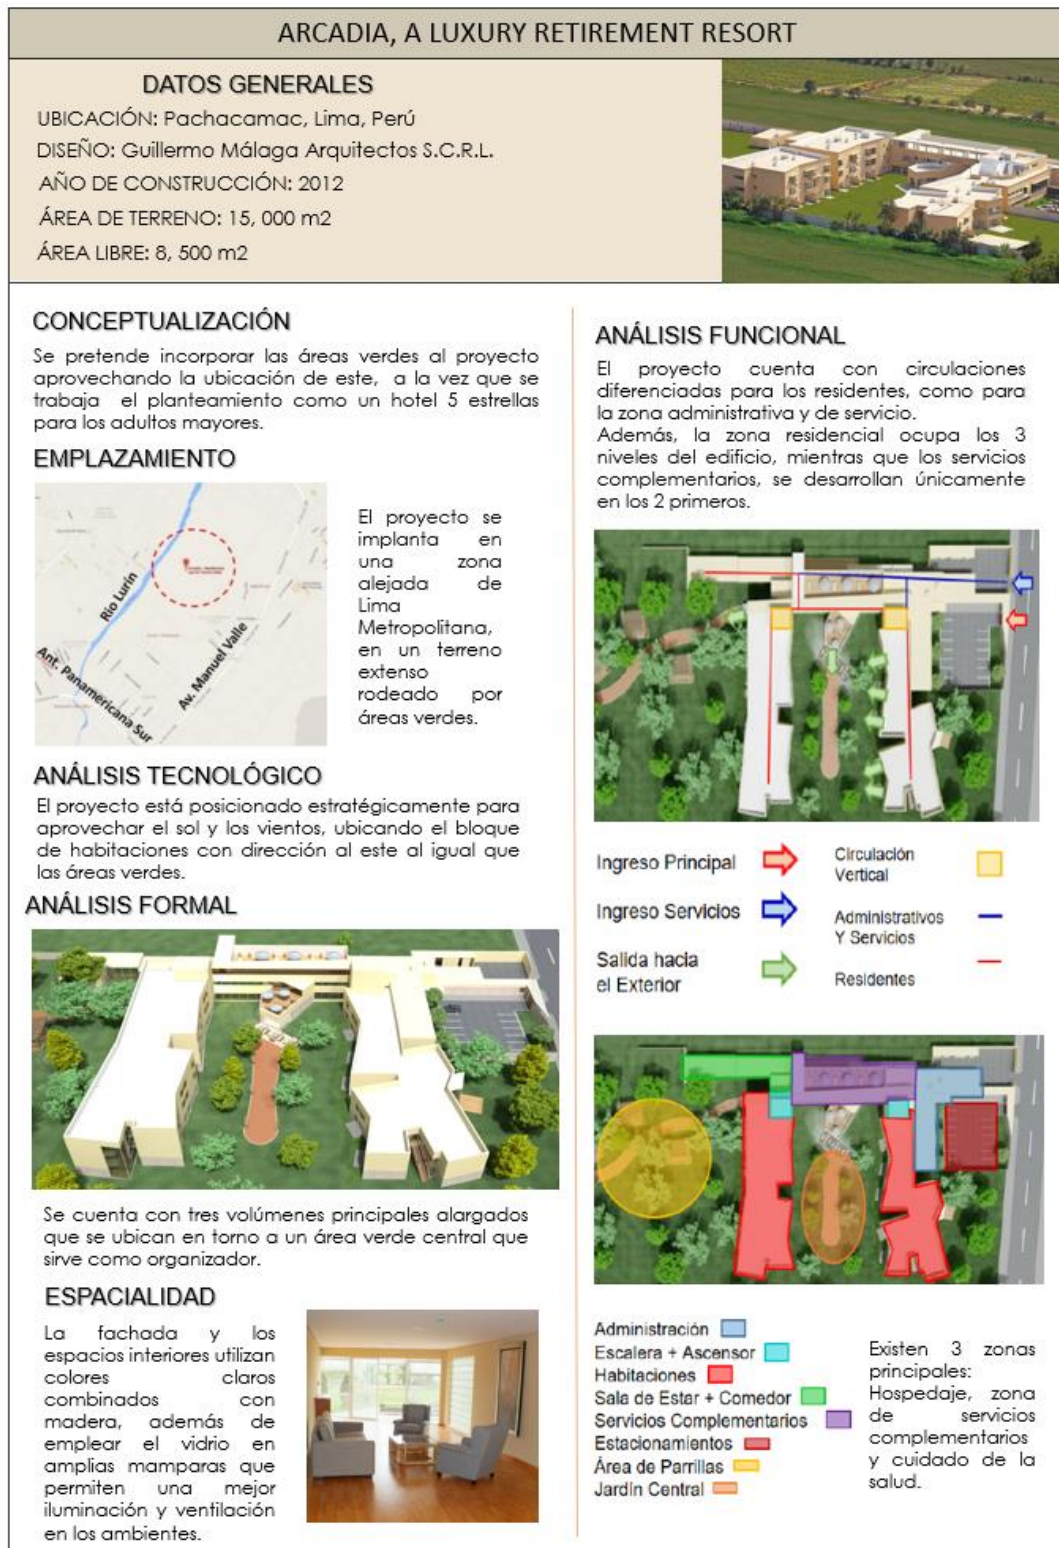 ARCADIA, A LUXURY RETIREMENT RESORT
DATOS GENERALES
UBICACIÓN: Pachacamac, Lima, Perú
DISEÑO: Guillermo Málaga Arquitectos S.C.R.L.
AÑO DE CONSTRUCCIÓN: 2012
ÁREA DE TERRENO: 15, 000 m2
ÁREA LIBRE: 8, 500 m2
CONCEPTUALIZACIÓN
Se pretende incorporar las áreas verdes al proyecto
aprovechando la ubicación de este, a la vez que se
trabaja el planteamiento como un hotel 5 estrellas
para los adultos mayores.
EMPLAZAMIENTO
Río Lurín
Ant. Panamericana Sur
Av. Manuel Valle
El proyecto se
implanta en
una zona
alejada de
Lima
Metropolitana,
en un terreno
extenso
rodeado por
áreas verdes.
ANÁLISIS TECNOLÓGICO
El proyecto está posicionado estratégicamente para
aprovechar el sol y los vientos, ubicando el bloque
de habitaciones con dirección al este al igual que
las áreas verdes.
ANÁLISIS FORMAL
Se cuenta con tres volúmenes principales alargados
que se ubican en torno a un área verde central que
sirve como organizador.
ESPACIALIDAD
La fachada y los
espacios interiores utilizan
colores claros
combinados con
madera, además de
emplear el vidrio en
amplias mamparas que
permiten una mejor
iluminación y ventilación
en los ambientes.
ANÁLISIS FUNCIONAL
El proyecto cuenta con circulaciones
diferenciadas para los residentes, como para
la zona administrativa y de servicio.
Además, la zona residencial ocupa los 3
niveles del edificio, mientras que los servicios
complementarios, se desarrollan únicamente
en los 2 primeros.
Ingreso Principal
Ingreso Servicios
Salida hacia
el Exterior
Circulación
Vertical
Administrativos
Y Servicios
Residentes
Administración
Escalera + Ascensor
Habitaciones
Sala de Estar + Comedor
Servicios Complementarios
Estacionamientos
Área de Parrillas
Jardín Central
Existen 3 zonas
principales:
Hospedaje, zona
de servicios
complementarios
y cuidado de la
salud.